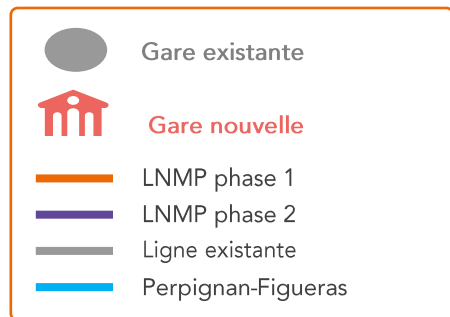 Gare existante
Gare nouvelle
LNMP phase 1
LNMP phase 2
Ligne existante
Perpignan-Figueras